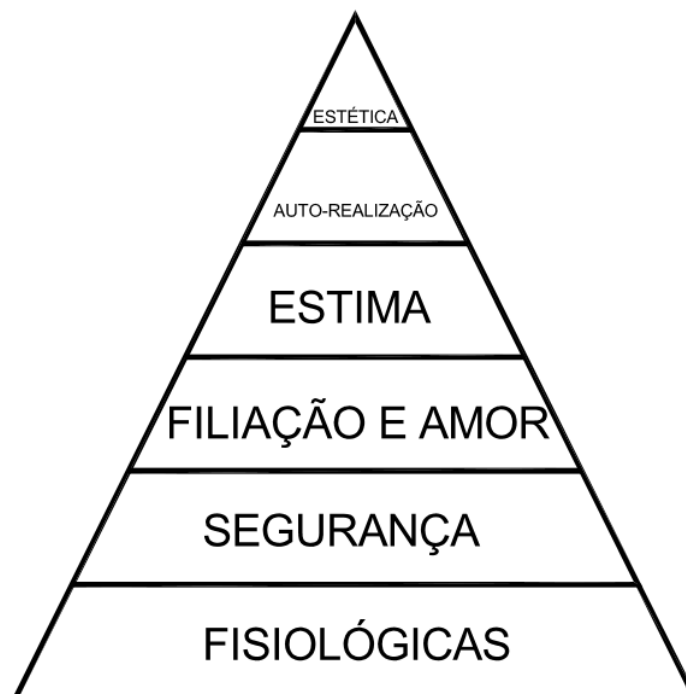 ESTÉTICA
AUTO-REALIZAÇÃO
ESTIMA
FILIAÇÃO E AMOR
SEGURANÇA
FISIOLÓGICAS